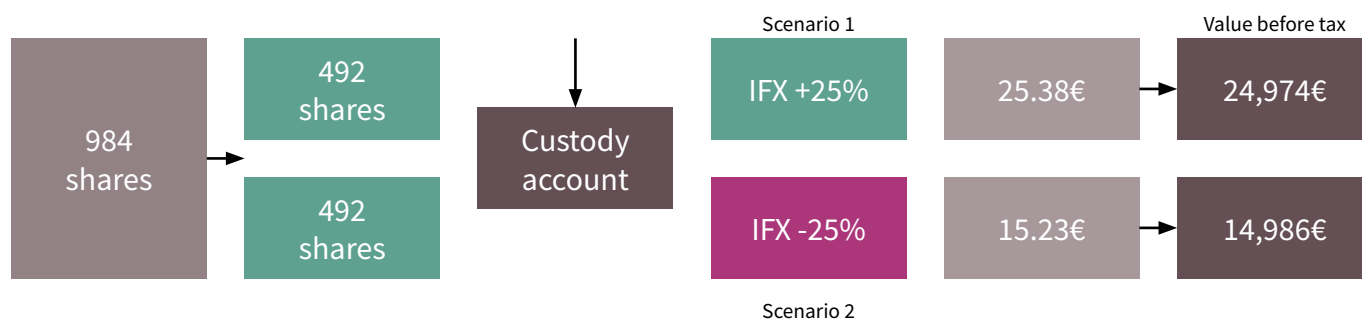 984
shares
492
shares
492
shares
Custody
account
Scenario 1
IFX +25%
25.38€
Value before tax
24,974€
IFX -25%
15.23€
14,986€
Scenario 2